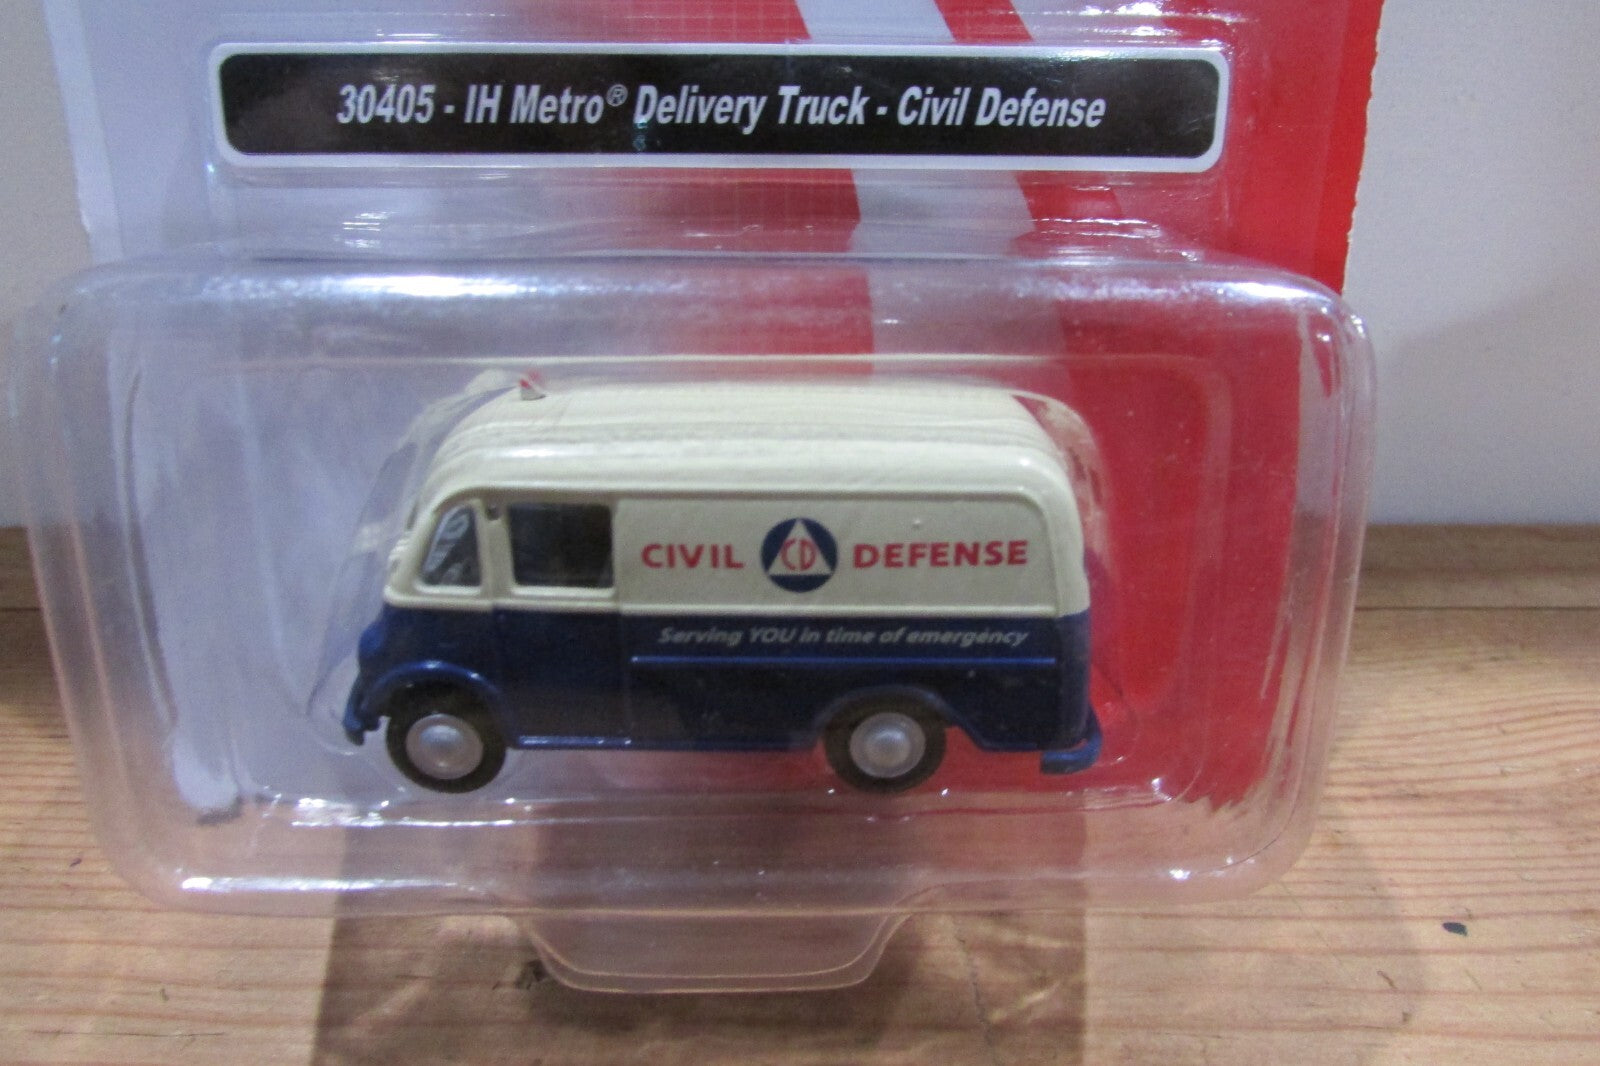 30405 - IH Metro® Delivery Truck - Civil Defense
CIVIL CD DEFENSE
Serving YOU in time of emergency